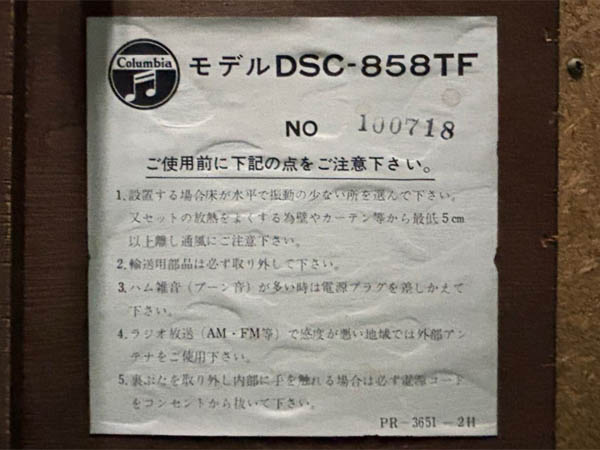 Columbia
モデル DSC-858TF
NO 100718
ご使用前に下記の点をご注意下さい。
1. 設置する場合床が水平で振動の少ない所を選んで下さい。
又セットの放熱をよくする為壁やカーテン等から最低5cm
以上離し通風にご注意下さい。
2. 輸送用部品は必ず取り外して下さい。
3. ハム雑音(ブーン音)が多い時は電源プラグを差しかえて
下さい。
4. ラジオ放送(AM・FM等)で感度が悪い地域では外部アン
テナをご使用下さい。
5. 裏ぶたを取り外し内部に手を触れる場合は必ず電源コード
をコンセントから抜いて下さい。
PR-3651-2H